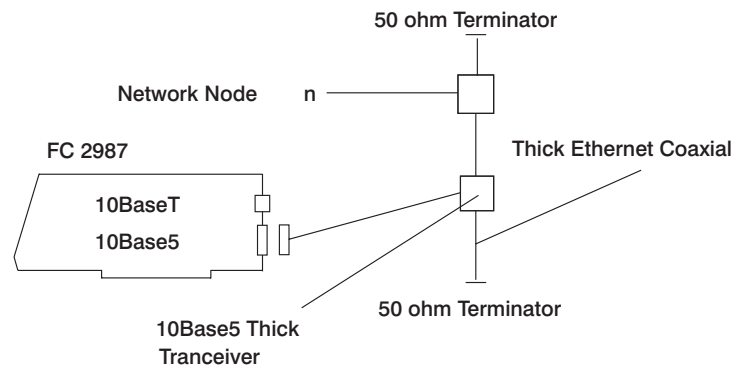 50 ohm Terminator
Network Node n
FC 2987
Thick Ethernet Coaxial
10BaseT
10Base5
50 ohm Terminator
10Base5 Thick
Tranceiver